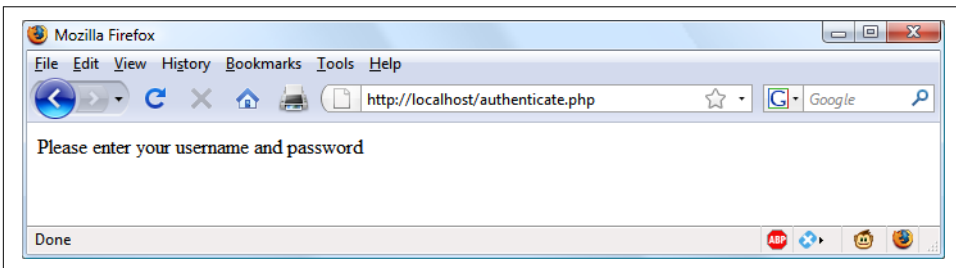 Mozilla Firefox
File Edit View History Bookmarks Tools Help
http://localhost/authenticate.php G Google
Please enter your username and password
Done ABP